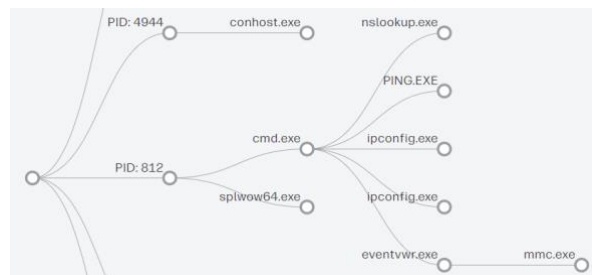 PID: 4944
conhost.exe
nslookup.exe
PING.EXE
cmd.exe
ipconfig.exe
PID: 812
splwow64.exe
ipconfig.exe
eventvwr.exe
mmc.exe